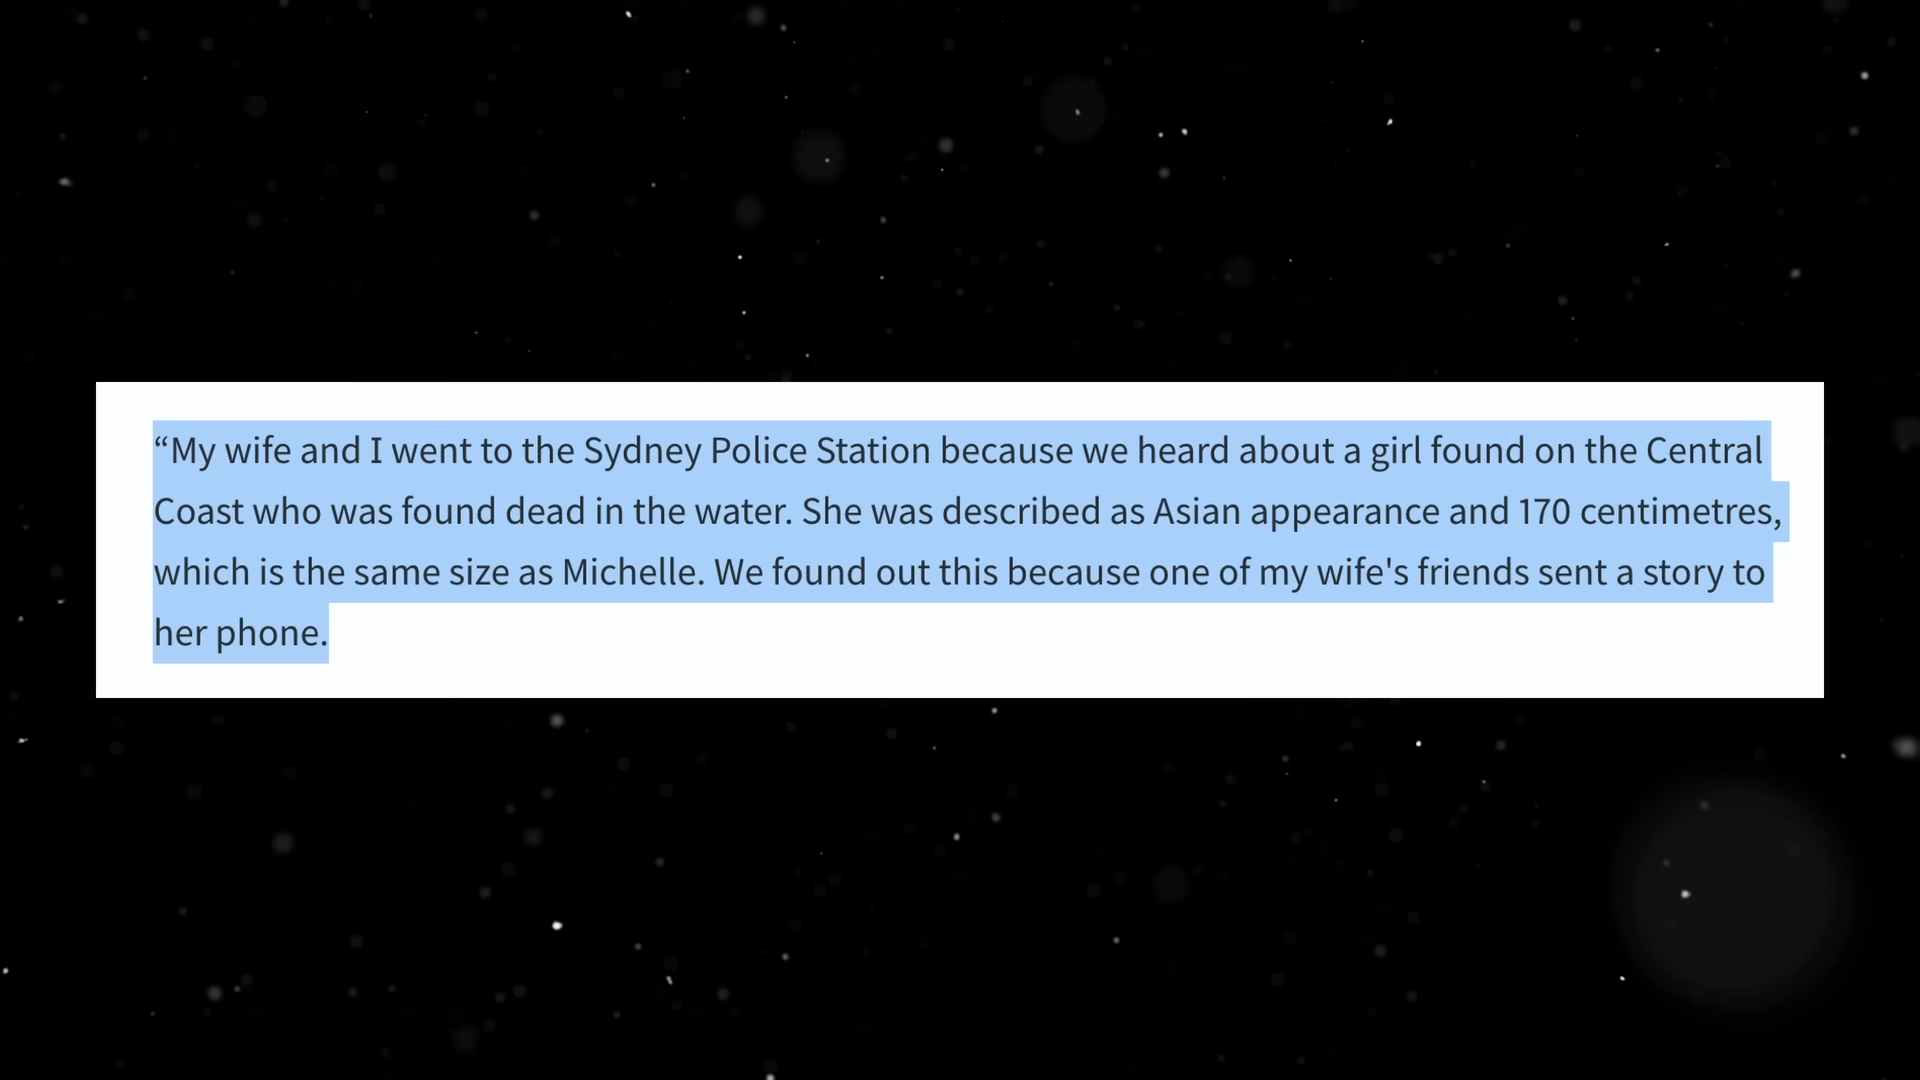 “My wife and I went to the Sydney Police Station because we heard about a girl found on the Central
Coast who was found dead in the water. She was described as Asian appearance and 170 centimetres,
which is the same size as Michelle. We found out this because one of my wife's friends sent a story to
her phone.